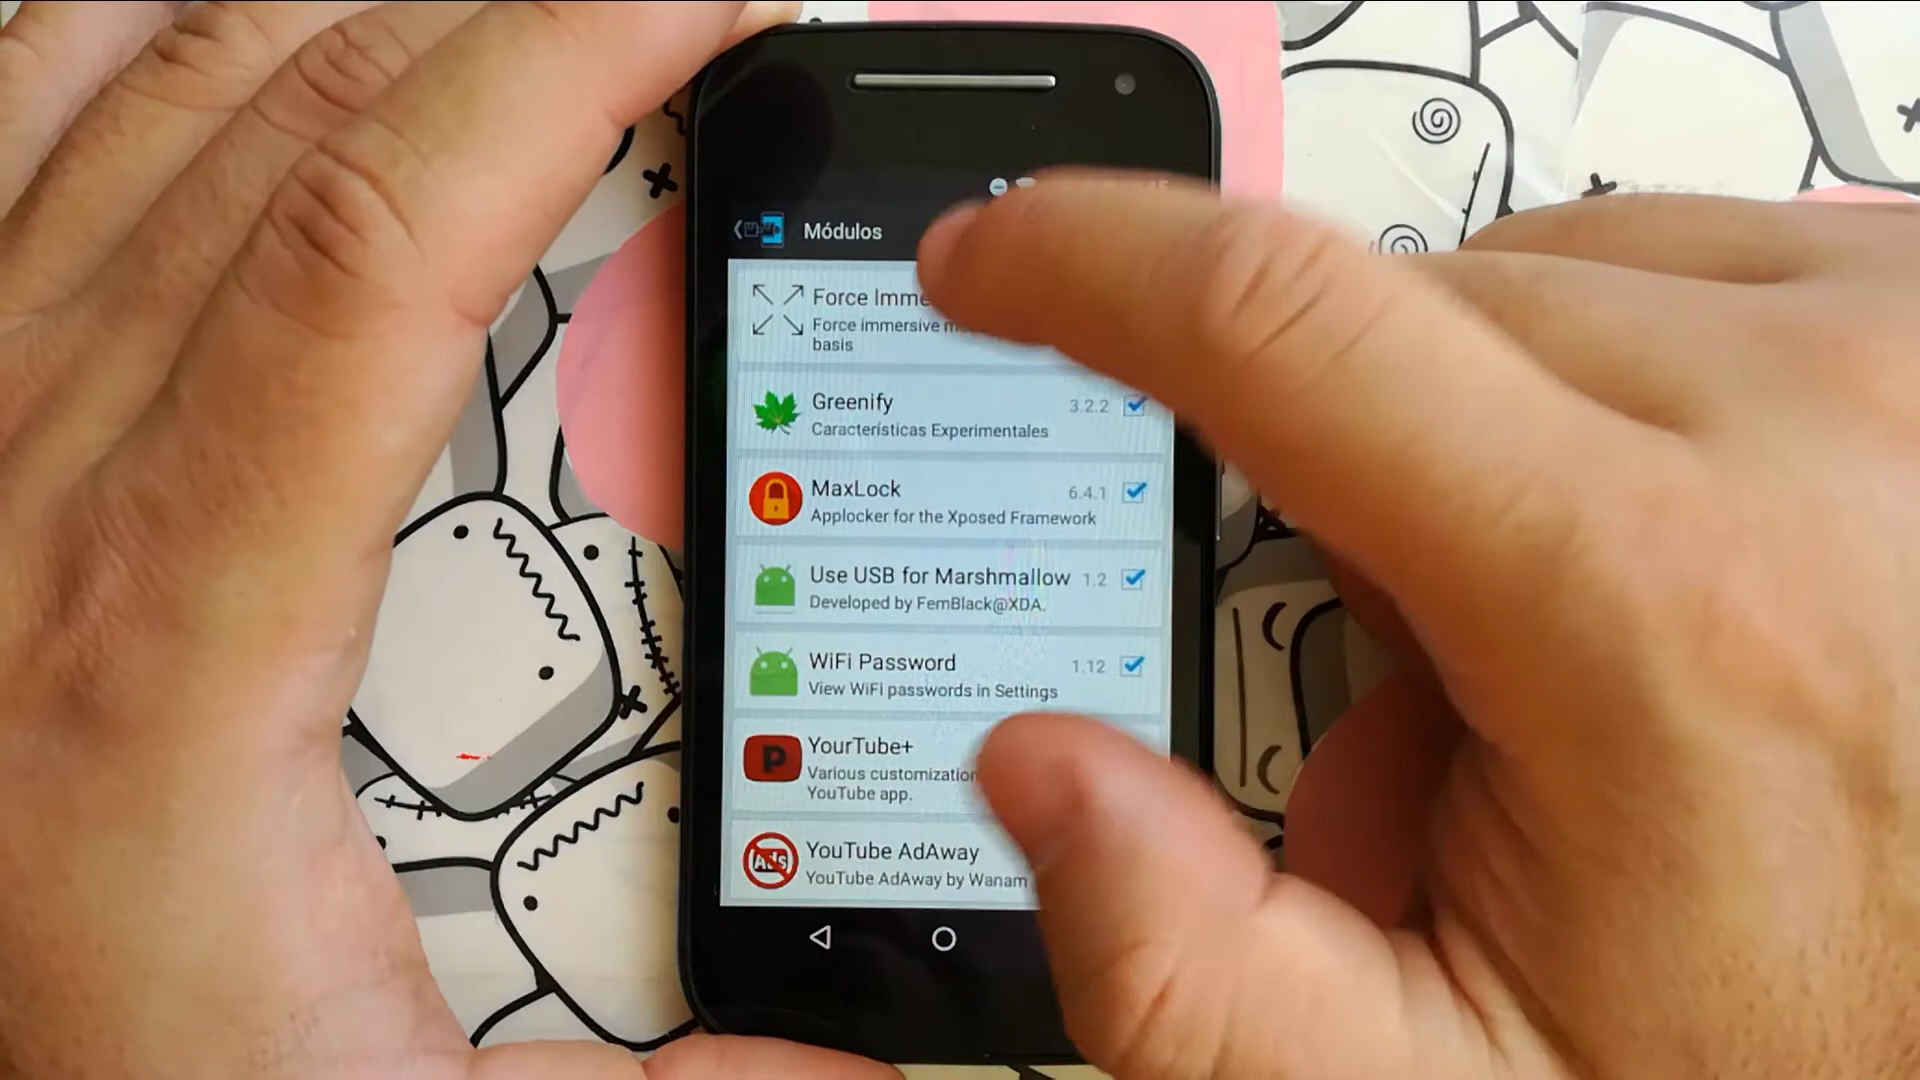 Módulos
Force
Force immersive
basis
Greenify
3.2.2
Características Experimentales
MaxLock
6.4.1
Applocker for the Xposed Framework
Use USB for Marshmallow
1.2
Developed by FemBlack@XDA.
WiFi Password
1.12
View WiFi passwords in Settings
YourTube+
Various
YouTube app.
Ads
YouTube AdAway
YouTube AdAway by Wanam